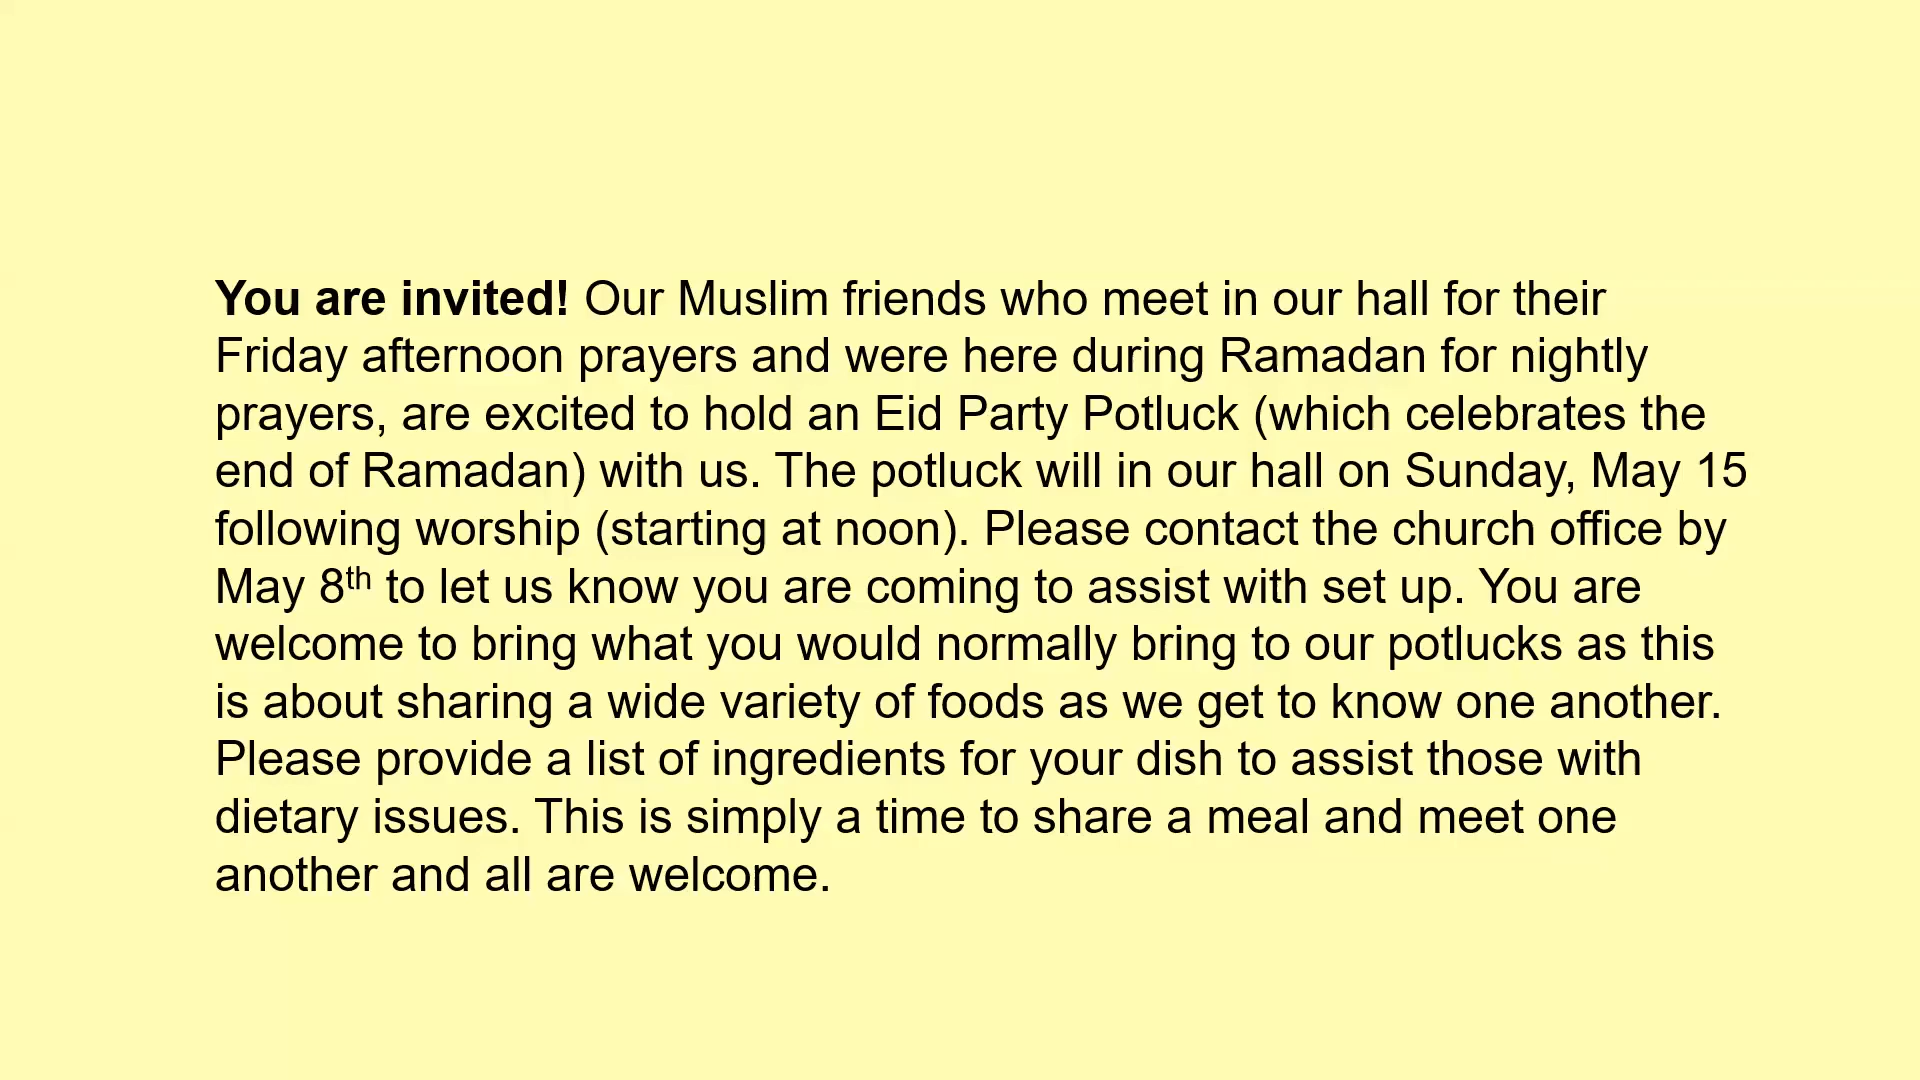 You are invited! Our Muslim friends who meet in our hall for their
Friday afternoon prayers and were here during Ramadan for nightly
prayers, are excited to hold an Eid Party Potluck (which celebrates the
end of Ramadan) with us. The potluck will in our hall on Sunday, May 15
following worship (starting at noon). Please contact the church office by
May 8th to let us know you are coming to assist with set up. You are
welcome to bring what you would normally bring to our potlucks as this
is about sharing a wide variety of foods as we get to know one another.
Please provide a list of ingredients for your dish to assist those with
dietary issues. This is simply a time to share a meal and meet one
another and all are welcome.